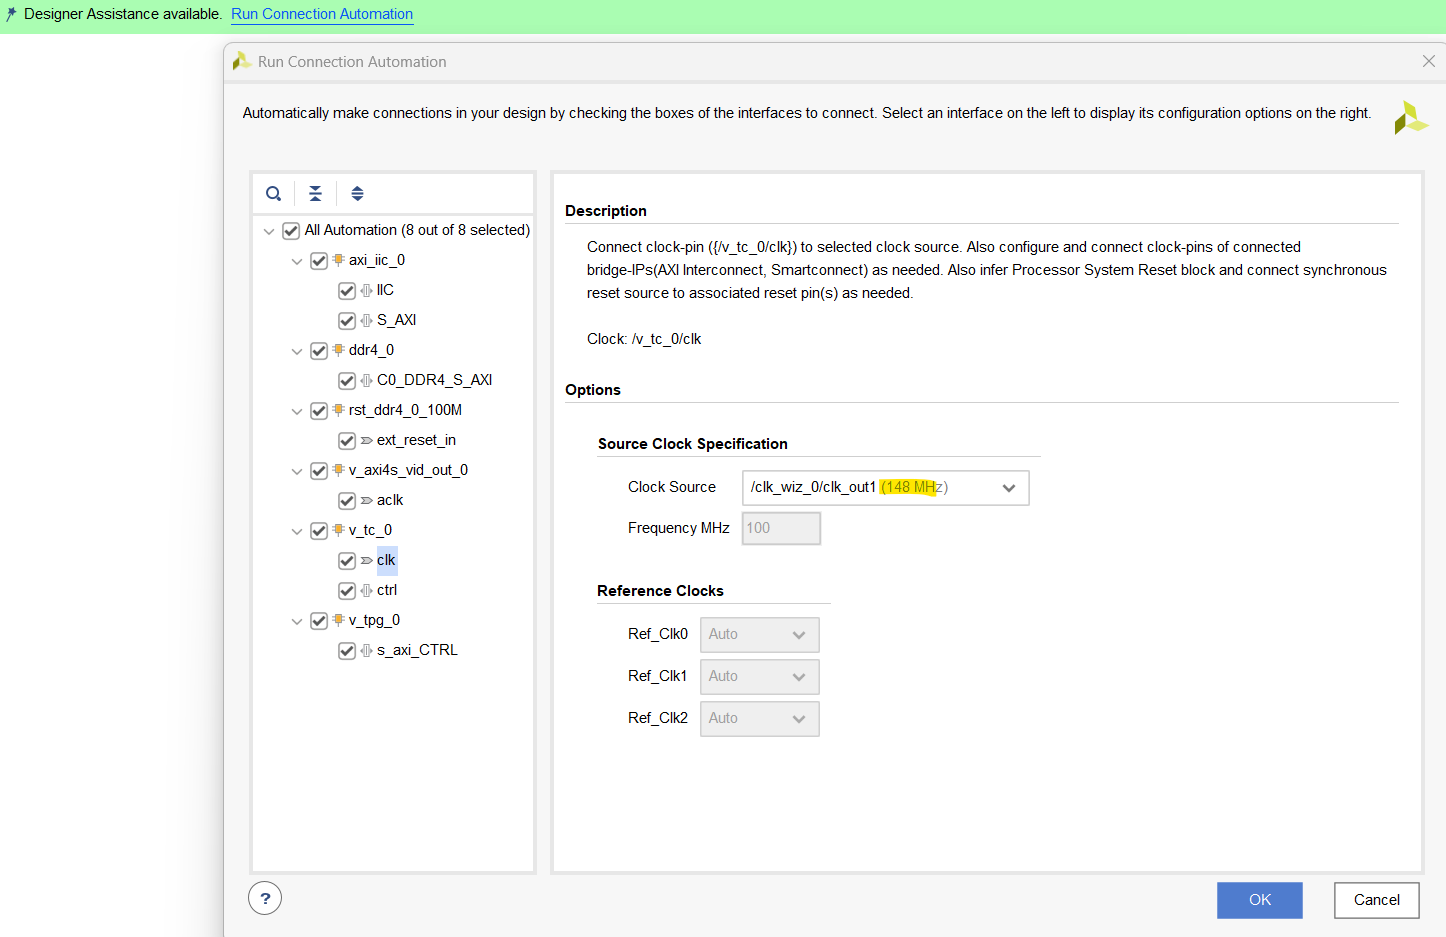 Designer Assistance available. Run Connection Automation
Run Connection Automation
Automatically make connections in your design by checking the boxes of the interfaces to connect. Select an interface on the left to display its configuration options on the right.
All Automation (8 out of 8 selected)
axi_iic_0
IIC
S_AXI
ddr4_0
C0_DDR4_S_AXI
rst_ddr4_0_100M
ext_reset_in
v_axi4s_vid_out_0
aclk
v_tc_0
clk
ctrl
v_tpg_0
s_axi_CTRL
Description
Connect clock-pin ({/v_tc_0/clk}) to selected clock source. Also configure and connect clock-pins of connected
bridge-IPs(AXI Interconnect, Smartconnect) as needed. Also infer Processor System Reset block and connect synchronous
reset source to associated reset pin(s) as needed.
Clock: /v_tc_0/clk
Options
Source Clock Specification
Clock Source /clk_wiz_0/clk_out1 (148 MHz)
Frequency MHz 100
Reference Clocks
Ref_Clk0 Auto
Ref_Clk1 Auto
Ref_Clk2 Auto
?
OK Cancel